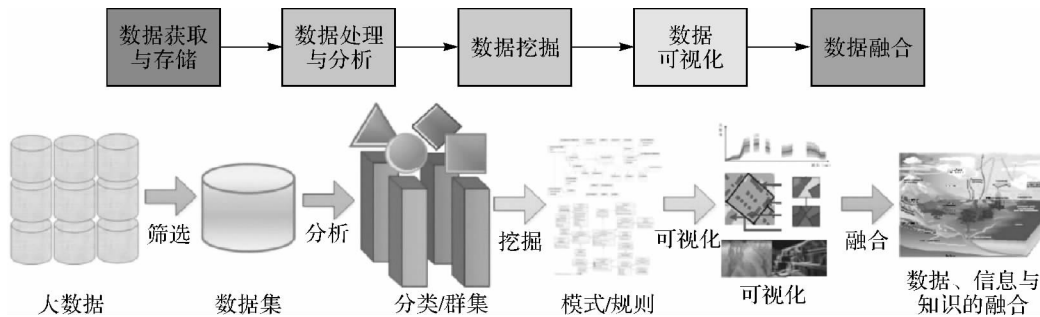 数据获取
与存储
数据处理
与分析
数据挖掘
数据
可视化
数据融合
筛选
分析
挖掘
可视化
融合
大数据
数据集
分类/群集
模式/规则
可视化
数据、信息与
知识的融合